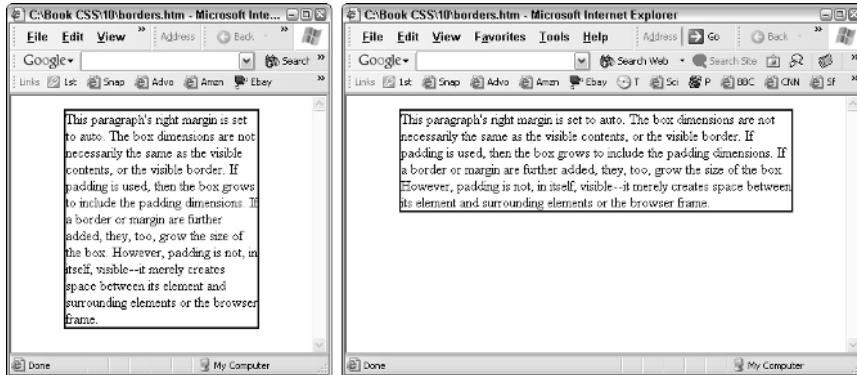 C:\Book CSS\10\borders.htm - Microsoft Inte...
File Edit View » Address Back »
Google Search »
Links 1st Snap Advo Amzn Ebay »
This paragraph's right margin is set
to auto. The box dimensions are not
necessarily the same as the visible
contents, or the visible border. If
padding is used, then the box grows
to include the padding dimensions. If
a border or margin are further
added, they, too, grow the size of
the box. However, padding is not, in
itself, visible--it merely creates
space between its element and
surrounding elements or the browser
frame.
Done My Computer
C:\Book CSS\10\borders.htm - Microsoft Internet Explorer
File Edit View Favorites Tools Help Address Go Back »
Google Search Web Search Site »
Links 1st Snap Advo Amzn Ebay T Sci P BBC CNN Sf »
This paragraph's right margin is set to auto. The box dimensions are not
necessarily the same as the visible contents, or the visible border. If
padding is used, then the box grows to include the padding dimensions. If
a border or margin are further added, they, too, grow the size of the box.
However, padding is not, in itself, visible--it merely creates space between
its element and surrounding elements or the browser frame.
Done My Computer